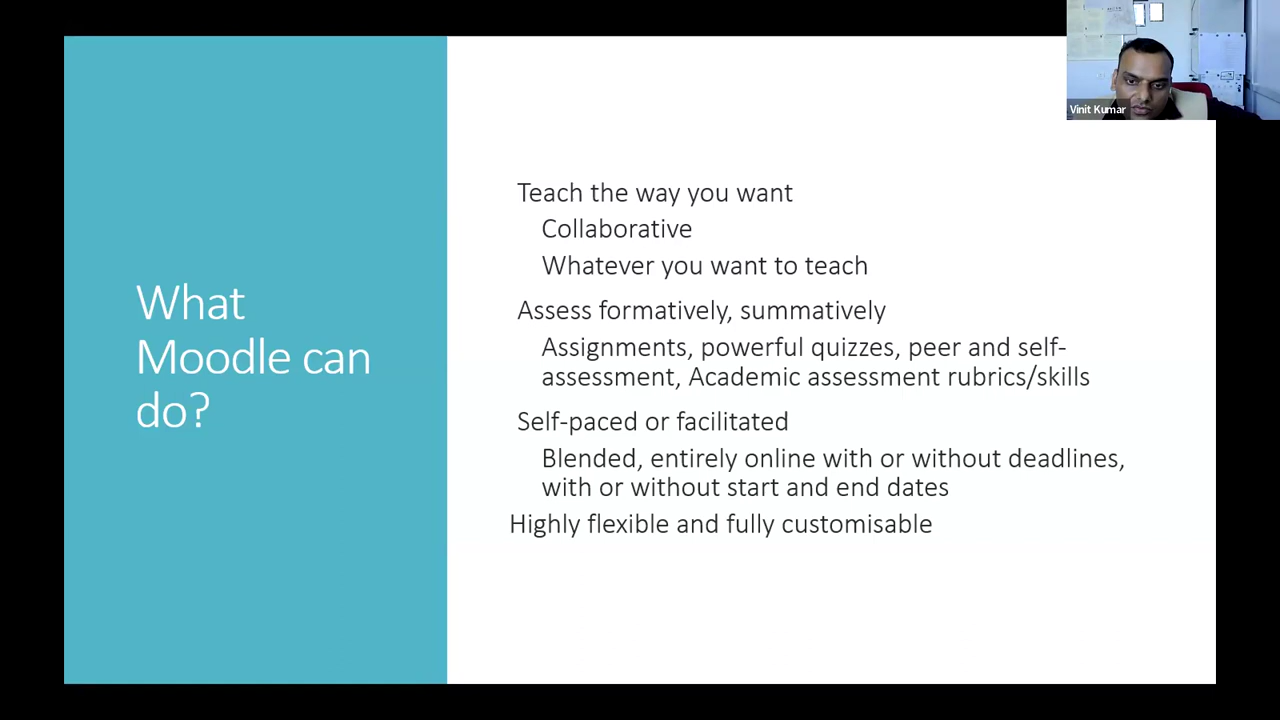 What
Moodle can
do?
Teach the way you want
Collaborative
Whatever you want to teach
Assess formatively, summatively
Assignments, powerful quizzes, peer and self-
assessment, Academic assessment rubrics/skills
Self-paced or facilitated
Blended, entirely online with or without deadlines,
with or without start and end dates
Highly flexible and fully customisable
Vinit Kumar